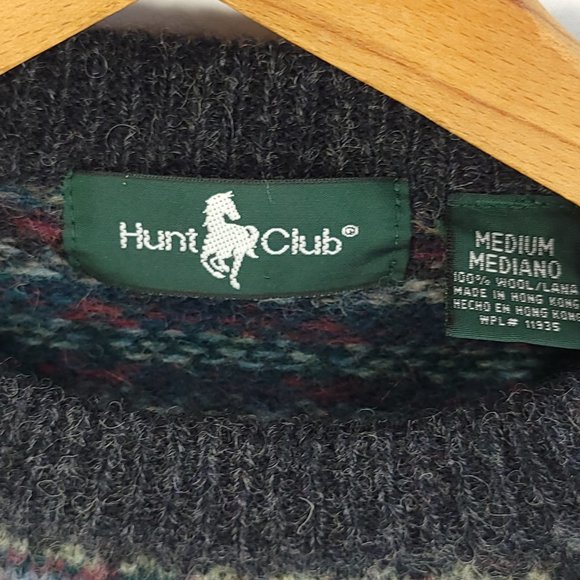 Hunt Club®
MEDIUM
MEDIANO
100% WOOL/LANA
MADE IN HONG KONG
HECHO EN HONG KONG
WPL# 11935